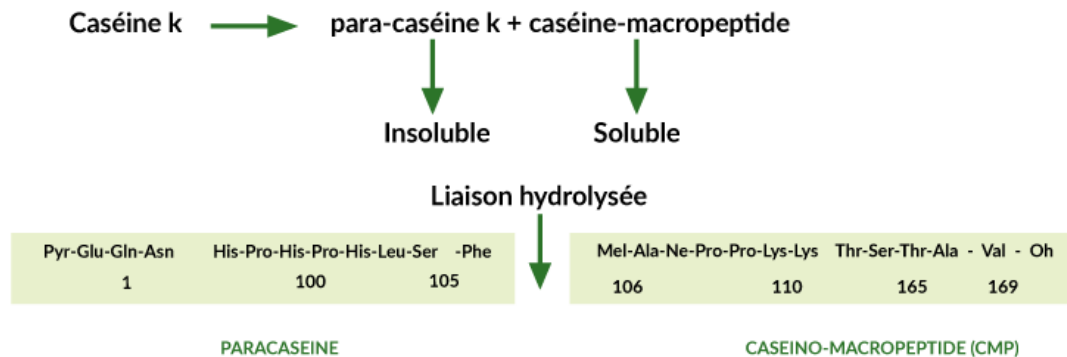 Caséine k para-caséine k + caséine-macropeptide
Insoluble Soluble
Liaison hydrolysée
Pyr-Glu-Gln-Asn His-Pro-His-Pro-His-Leu-Ser -Phe
1 100 105
Mel-Ala-Ne-Pro-Pro-Lys-Lys Thr-Ser-Thr-Ala - Val - Oh
106 110 165 169
PARACASEINE
CASEINO-MACROPEPTIDE (CMP)